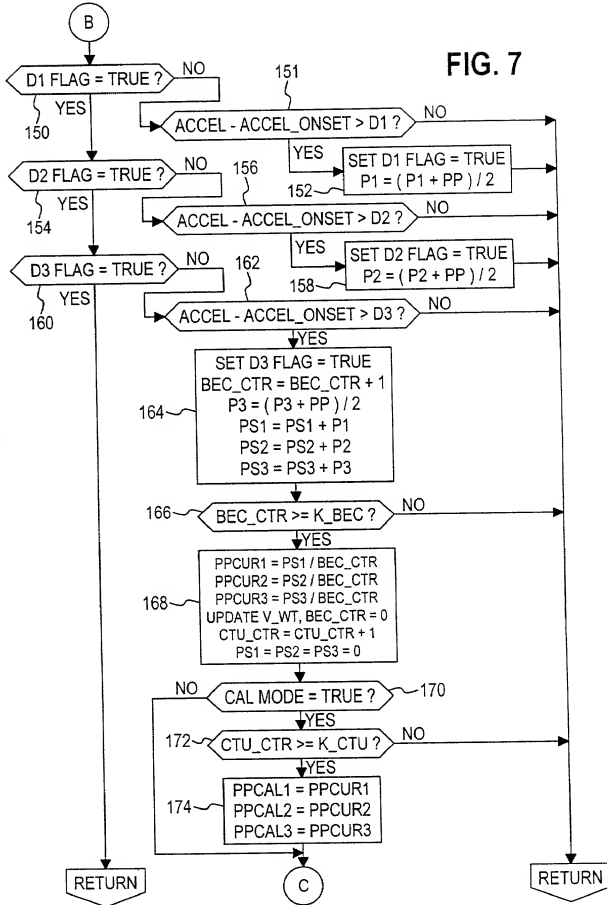 B
FIG. 7
D1 FLAG = TRUE ?
NO
150
YES
151
ACCEL - ACCEL_ONSET > D1 ?
NO
YES
SET D1 FLAG = TRUE
P1 = ( P1 + PP ) / 2
152
D2 FLAG = TRUE ?
NO
154
YES
156
ACCEL - ACCEL_ONSET > D2 ?
NO
YES
SET D2 FLAG = TRUE
P2 = ( P2 + PP ) / 2
158
D3 FLAG = TRUE ?
NO
160
YES
162
ACCEL - ACCEL_ONSET > D3 ?
NO
YES
SET D3 FLAG = TRUE
BEC_CTR = BEC_CTR + 1
P3 = ( P3 + PP ) / 2
PS1 = PS1 + P1
PS2 = PS2 + P2
PS3 = PS3 + P3
164
166
BEC_CTR >= K_BEC ?
NO
YES
PPCUR1 = PS1 / BEC_CTR
PPCUR2 = PS2 / BEC_CTR
PPCUR3 = PS3 / BEC_CTR
UPDATE V_WT, BEC_CTR = 0
CTU_CTR = CTU_CTR + 1
PS1 = PS2 = PS3 = 0
168
NO
CAL MODE = TRUE ?
170
YES
172
CTU_CTR >= K_CTU ?
NO
YES
PPCAL1 = PPCUR1
PPCAL2 = PPCUR2
PPCAL3 = PPCUR3
174
RETURN
C
RETURN